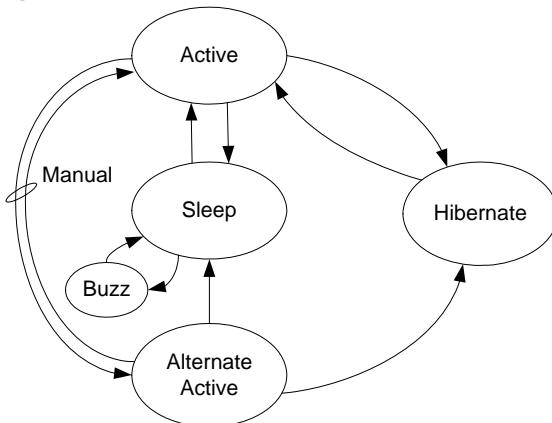 Active
Manual
Sleep
Hibernate
Buzz
Alternate
Active